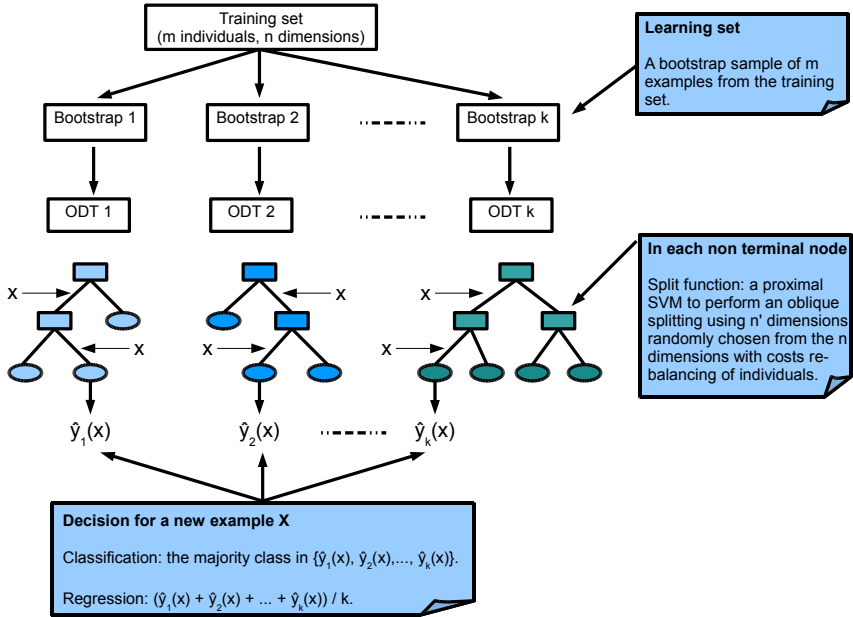 Training set
(m individuals, n dimensions)
Learning set
A bootstrap sample of m
examples from the training
set.
Bootstrap 1
Bootstrap 2
Bootstrap k
ODT 1
ODT 2
ODT k
In each non terminal node
Split function: a proximal
SVM to perform an oblique
splitting using n' dimensions
randomly chosen from the n
dimensions with costs re-
balancing of individuals.
x
x
x
x
x
x
ŷ₁(x)
ŷ₂(x)
ŷₖ(x)
Decision for a new example X
Classification: the majority class in {ŷ₁(x), ŷ₂(x),..., ŷₖ(x)}.
Regression: (ŷ₁(x) + ŷ₂(x) + ... + ŷₖ(x)) / k.